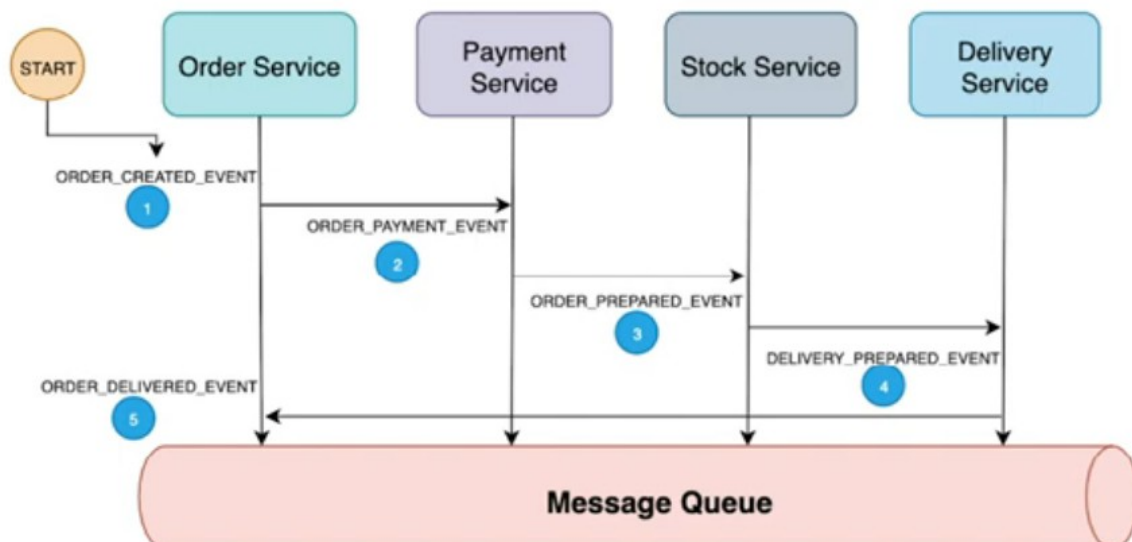 START
Order Service
Payment
Service
Stock Service
Delivery
Service
ORDER_CREATED_EVENT
1
ORDER_PAYMENT_EVENT
2
ORDER_PREPARED_EVENT
3
DELIVERY_PREPARED_EVENT
4
ORDER_DELIVERED_EVENT
5
Message Queue